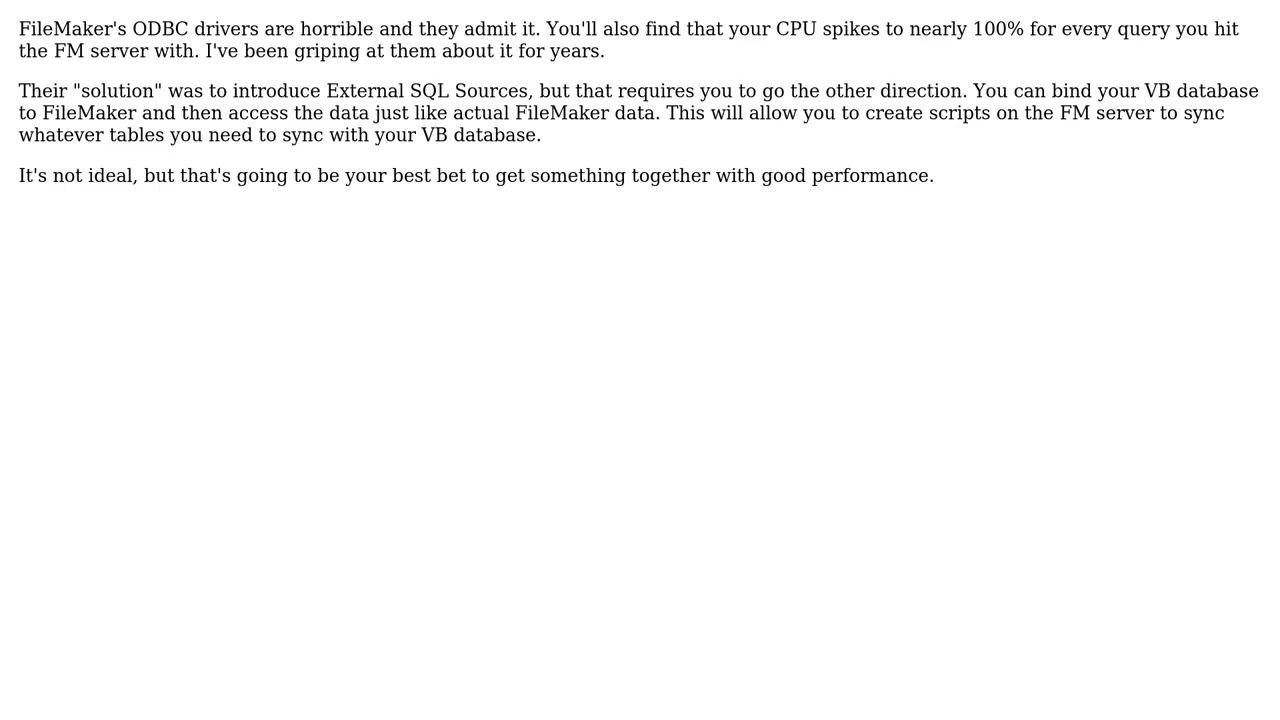 FileMaker's ODBC drivers are horrible and they admit it. You'll also find that your CPU spikes to nearly 100% for every query you hit
the FM server with. I've been griping at them about it for years.
Their "solution" was to introduce External SQL Sources, but that requires you to go the other direction. You can bind your VB database
to FileMaker and then access the data just like actual FileMaker data. This will allow you to create scripts on the FM server to sync
whatever tables you need to sync with your VB database.
It's not ideal, but that's going to be your best bet to get something together with good performance.